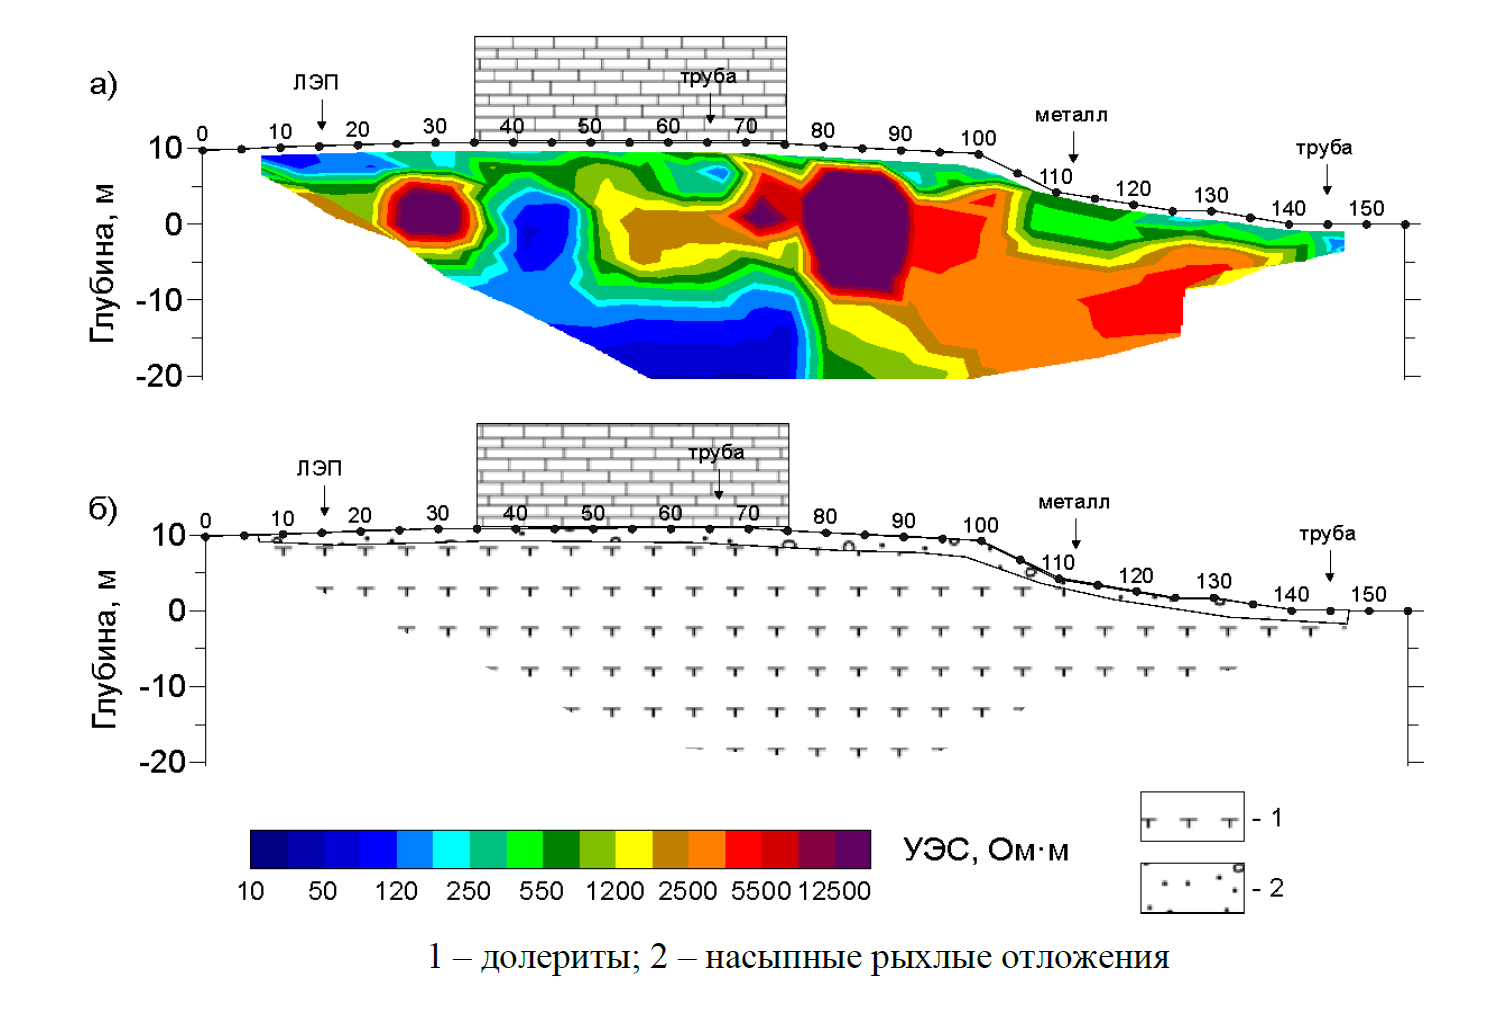 а)
ЛЭП
труба
металл
труба
0 10 20 30 40 50 60 70 80 90 100 110 120 130 140 150
Глубина, м
10
0
-10
-20
б)
ЛЭП
труба
металл
труба
0 10 20 30 40 50 60 70 80 90 100 110 120 130 140 150
Глубина, м
10
0
-10
-20
10 50 120 250 550 1200 2500 5500 12500
УЭС, Ом·м
- 1
- 2
1 – долериты; 2 – насыпные рыхлые отложения